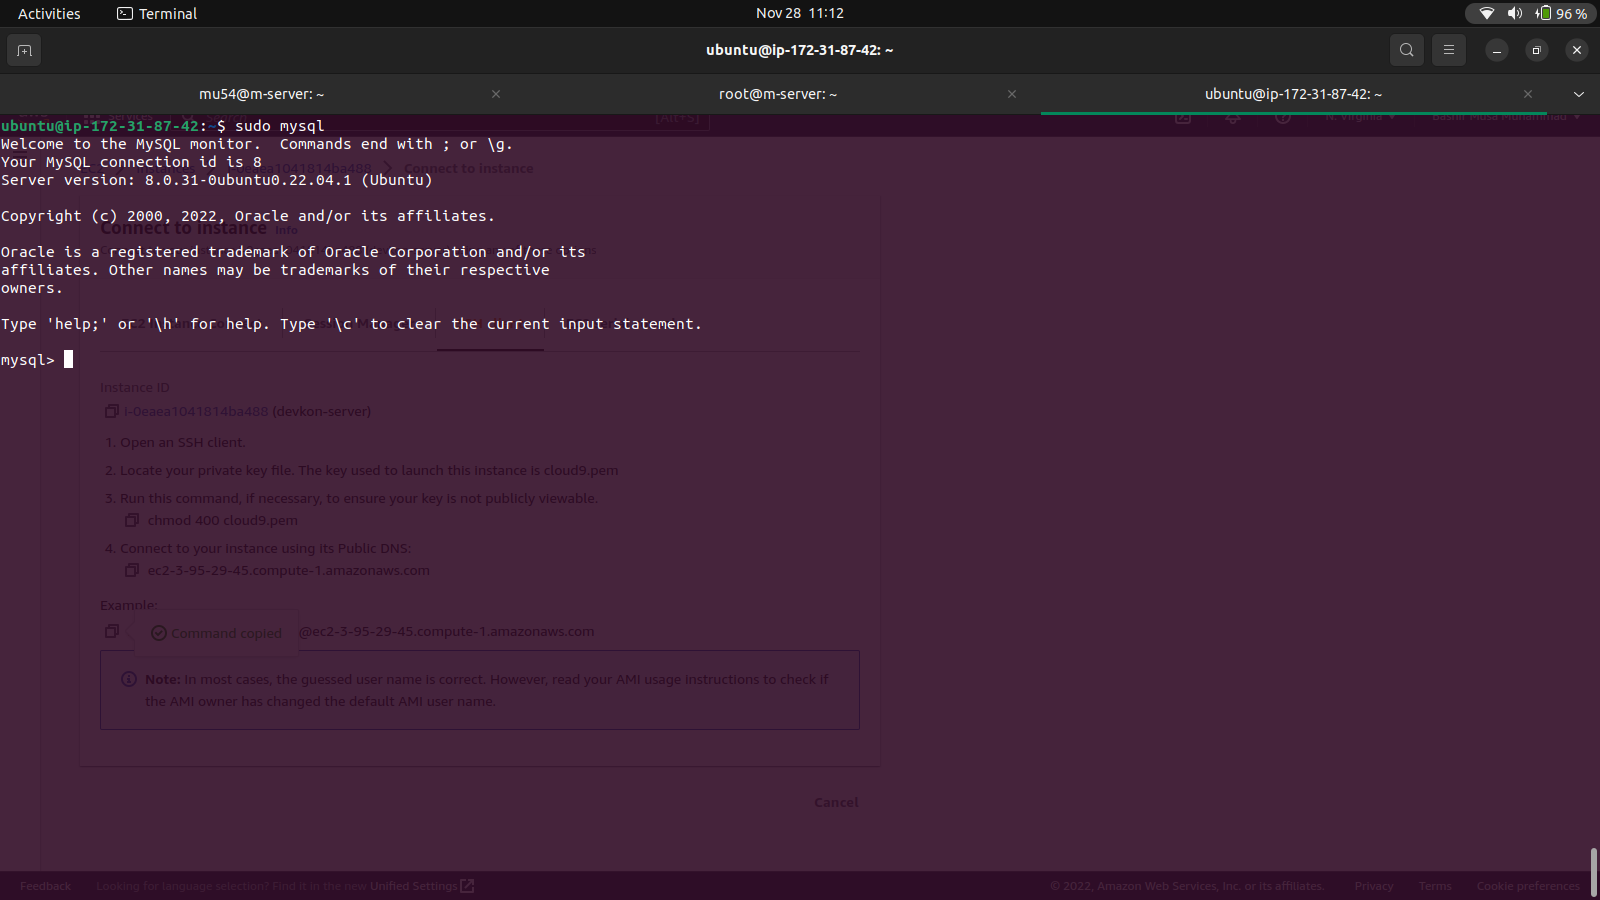 Activities
Terminal
Nov 28 11:12
96 %
ubuntu@ip-172-31-87-42: ~
mu54@m-server: ~
root@m-server: ~
ubuntu@ip-172-31-87-42: ~
Services
[Alt+S]
N. Virginia
ubuntu@ip-172-31-87-42:~$ sudo mysql
Welcome to the MySQL monitor.  Commands end with ; or \g.
Your MySQL connection id is 8
Server version: 8.0.31-0ubuntu0.22.04.1 (Ubuntu)
Connect to instance
Copyright (c) 2000, 2022, Oracle and/or its affiliates.
Connect to instance Info
Oracle is a registered trademark of Oracle Corporation and/or its
affiliates. Other names may be trademarks of their respective
owners.
Type 'help;' or '\h' for help. Type '\c' to clear the current input statement.
mysql>
Instance ID
i-0eaea1041814ba488 (devkon-server)
1. Open an SSH client.
2. Locate your private key file. The key used to launch this instance is cloud9.pem
3. Run this command, if necessary, to ensure your key is not publicly viewable.
chmod 400 cloud9.pem
4. Connect to your instance using its Public DNS:
ec2-3-95-29-45.compute-1.amazonaws.com
Example:
Command copied
@ec2-3-95-29-45.compute-1.amazonaws.com
Note: In most cases, the guessed user name is correct. However, read your AMI usage instructions to check if
the AMI owner has changed the default AMI user name.
Cancel
Feedback
Looking for language selection? Find it in the new Unified Settings
© 2022, Amazon Web Services, Inc. or its affiliates.
Privacy
Terms
Cookie preferences